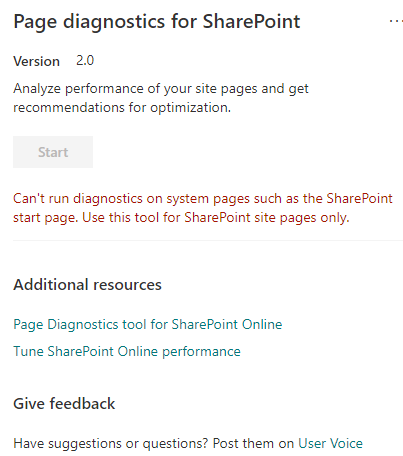 Page diagnostics for SharePoint ...
Version 2.0
Analyze performance of your site pages and get
recommendations for optimization.
Start
Can't run diagnostics on system pages such as the SharePoint
start page. Use this tool for SharePoint site pages only.
Additional resources
Page Diagnostics tool for SharePoint Online
Tune SharePoint Online performance
Give feedback
Have suggestions or questions? Post them on User Voice